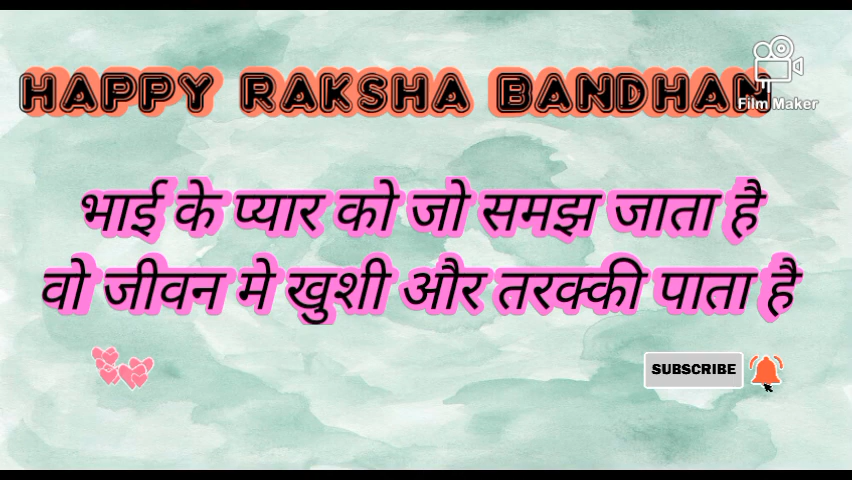 HAPPY RAKSHA BANDHAN
Film Maker
भाई के प्यार को जो समझ जाता है
वो जीवन मे खुशी और तरक्की पाता है
SUBSCRIBE